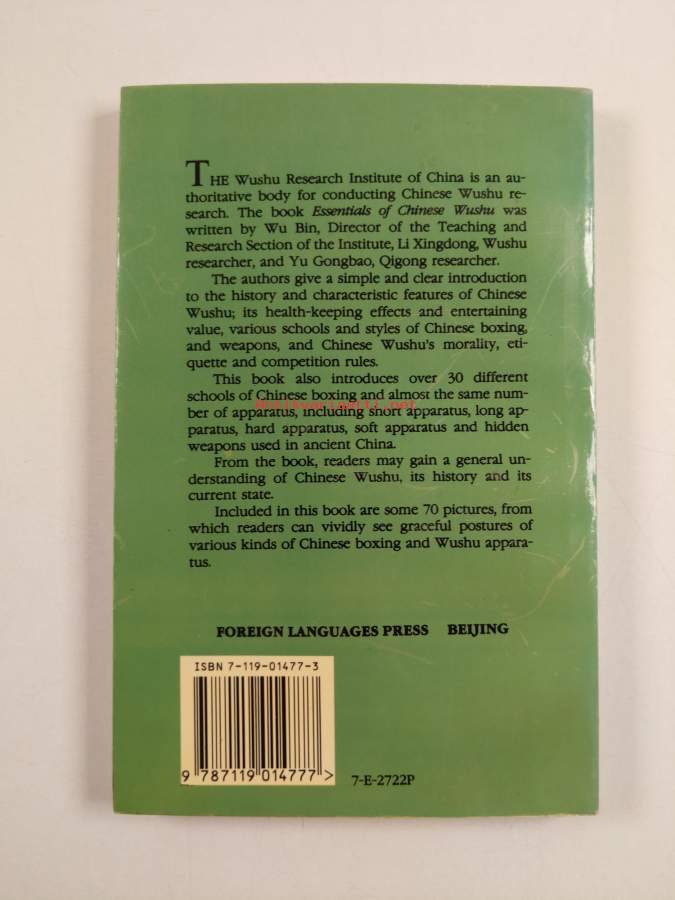 THE Wushu Research Institute of China is an au-
thoritative body for conducting Chinese Wushu re-
search. The book Essentials of Chinese Wushu was
written by Wu Bin, Director of the Teaching and
Research Section of the Institute, Li Xingdong, Wushu
researcher, and Yu Gongbao, Qigong researcher.
The authors give a simple and clear introduction
to the history and characteristic features of Chinese
Wushu; its health-keeping effects and entertaining
value, various schools and styles of Chinese boxing,
and weapons, and Chinese Wushu's morality, eti-
quette and competition rules.
This book also introduces over 30 different
schools of Chinese boxing and almost the same num-
ber of apparatus, including short apparatus, long ap-
paratus, hard apparatus, soft apparatus and hidden
weapons used in ancient China.
From the book, readers may gain a general un-
derstanding of Chinese Wushu, its history and its
current state.
Included in this book are some 70 pictures, from
which readers can vividly see graceful postures of
various kinds of Chinese boxing and Wushu appara-
tus.
FOREIGN LANGUAGES PRESS BEIJING
ISBN 7-119-01477-3
9 787119 014777 >
7-E-2722P